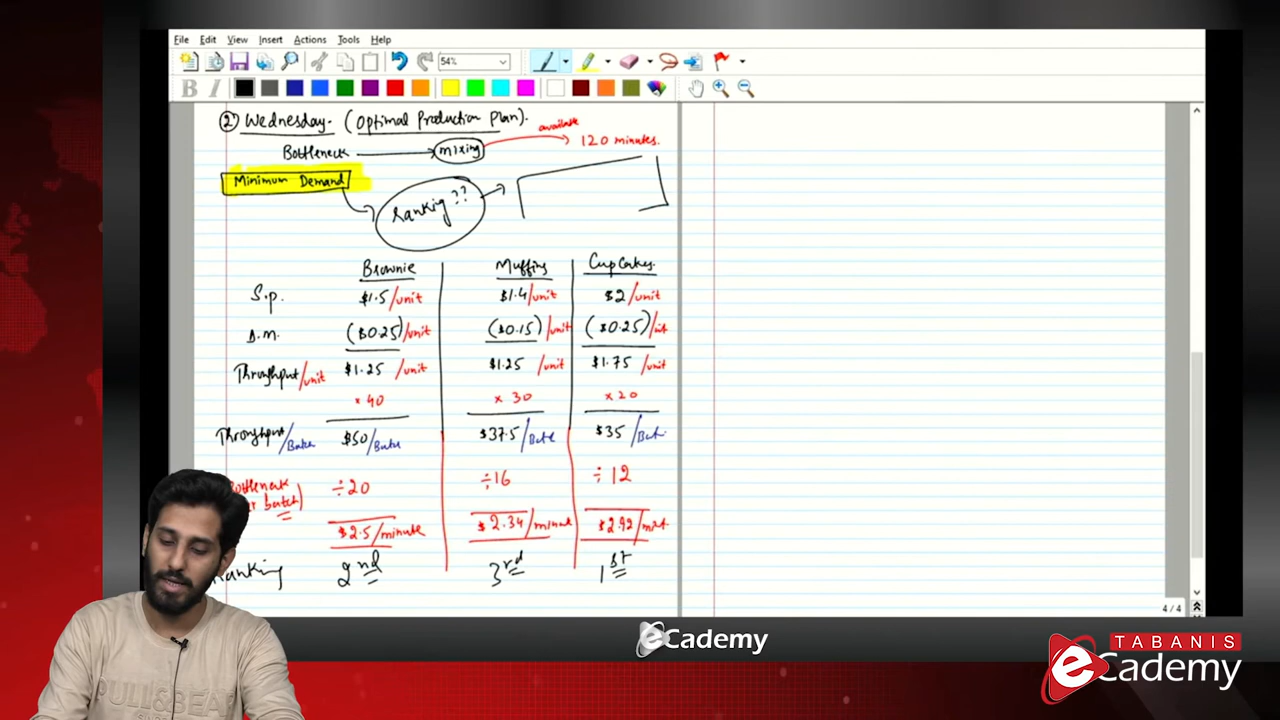 File Edit View Insert Actions Tools Help
54%
② Wednesday. (Optimal Production Plan).
available
Bottleneck mixing 120 minutes.
Minimum Demand
Ranking ??
Brownie Muffins CupCakes
S.p. $1.5/unit $1.4/unit $2/unit
D.M. ($0.25)/unit ($0.15)/unit ($0.25)/unit
Throughput/unit $1.25 /unit $1.25 /unit $1.75 /unit
× 40 × 30 × 20
Throughput/Batch $50/Batch $37.5/Batch $35/Batch
Bottleneck ÷20 ÷16 ÷12
batch)
$2.5/minute $2.34/minute $2.92/minute
Ranking 2nd 3rd 1st
4 / 4
eCademy
TABANIS
eCademy
PULL&BEAR